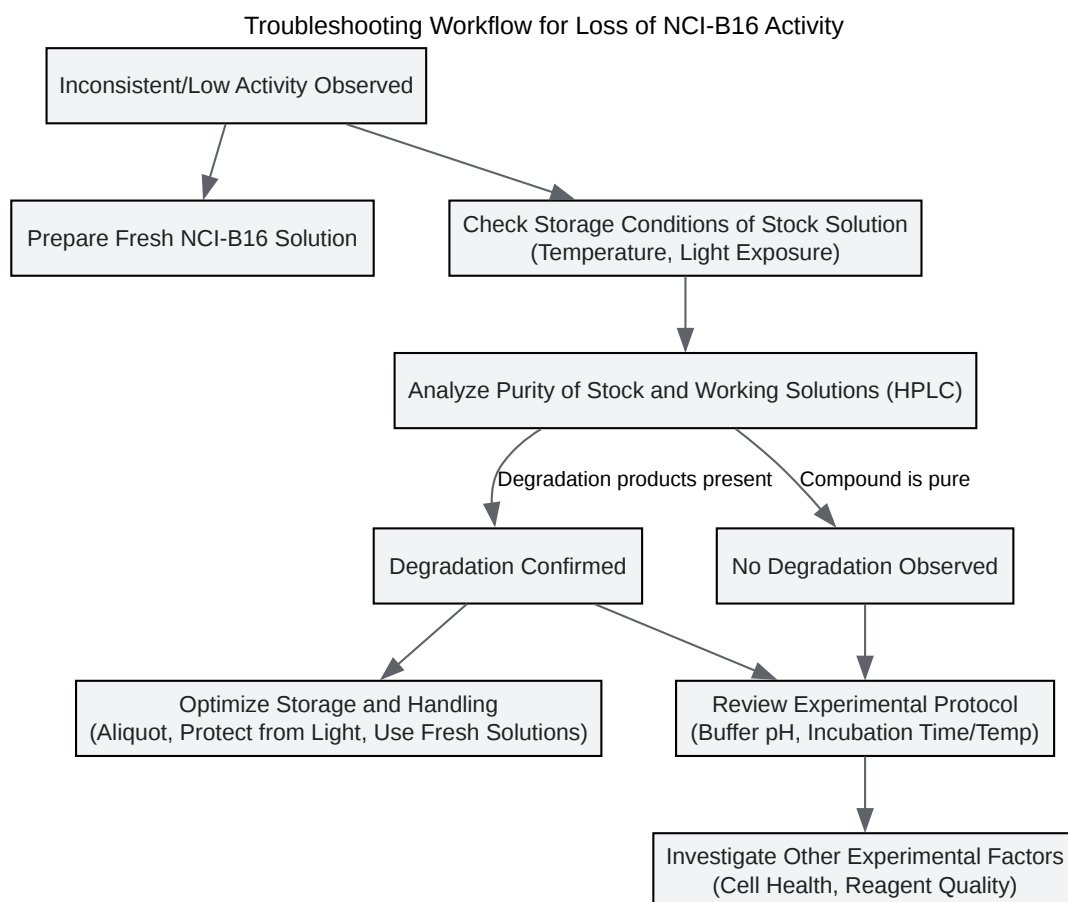 Troubleshooting Workflow for Loss of NCI-B16 Activity
Inconsistent/Low Activity Observed
Prepare Fresh NCI-B16 Solution
Check Storage Conditions of Stock Solution
(Temperature, Light Exposure)
Analyze Purity of Stock and Working Solutions (HPLC)
Degradation products present
Compound is pure
Degradation Confirmed
No Degradation Observed
Optimize Storage and Handling
(Aliquot, Protect from Light, Use Fresh Solutions)
Review Experimental Protocol
(Buffer pH, Incubation Time/Temp)
Investigate Other Experimental Factors
(Cell Health, Reagent Quality)